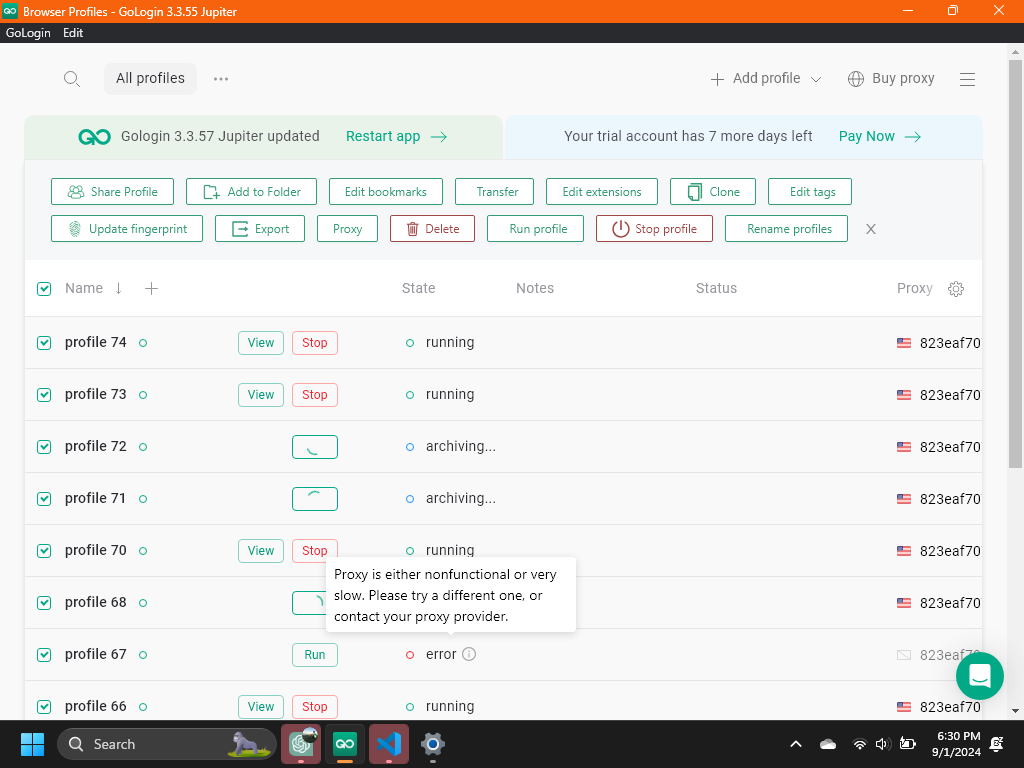 Browser Profiles - GoLogin 3.3.55 Jupiter
GoLogin Edit
All profiles
Add profile
Buy proxy
Gologin 3.3.57 Jupiter updated Restart app
Your trial account has 7 more days left Pay Now
Share Profile Add to Folder Edit bookmarks Transfer Edit extensions Clone Edit tags
Update fingerprint Export Proxy Delete Run profile Stop profile Rename profiles
Name State Notes Status Proxy
profile 74 View Stop running 823eaf70
profile 73 View Stop running 823eaf70
profile 72 archiving... 823eaf70
profile 71 archiving... 823eaf70
profile 70 View Stop running 823eaf70
Proxy is either nonfunctional or very
slow. Please try a different one, or
contact your proxy provider.
profile 68 823eaf70
profile 67 Run error 823eaf70
profile 66 View Stop running 823eaf70
Search
6:30 PM
9/1/2024